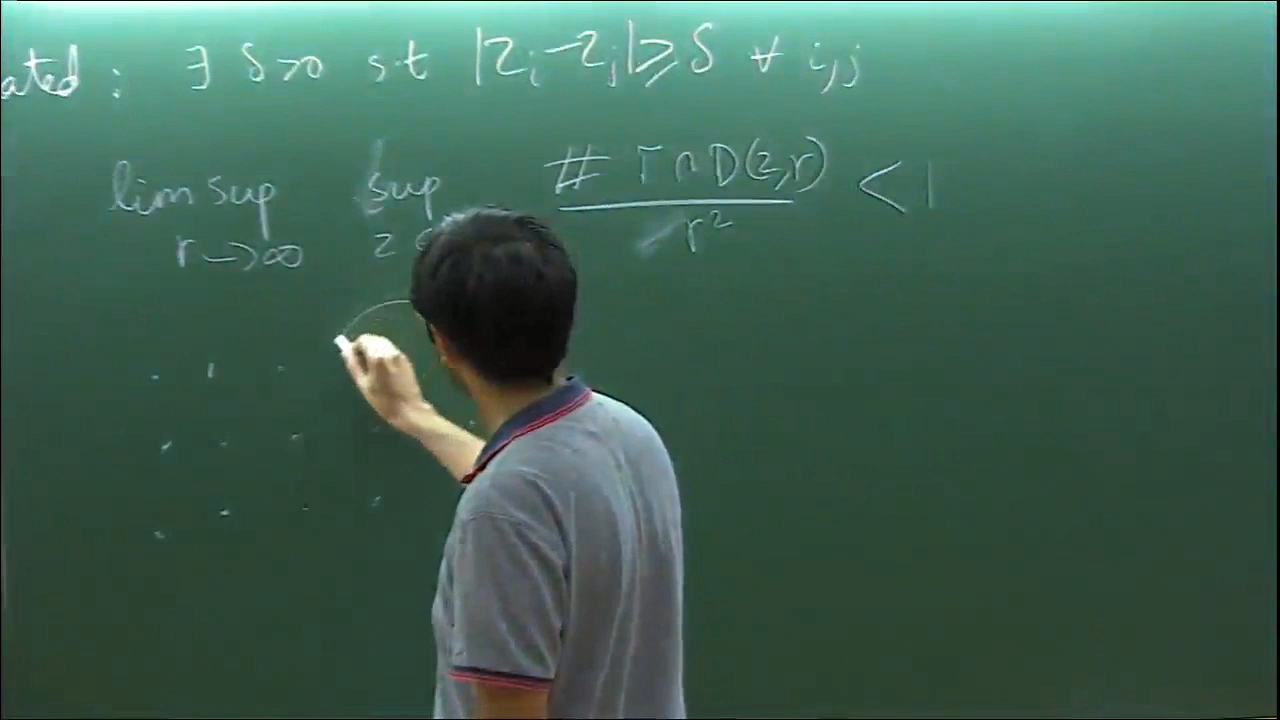 ated : ∃ δ>0 s.t |z_i - z_j| ≥ δ ∀ i,j
lim sup r→∞ sup z # Γ∩D(z,r) / r² < 1